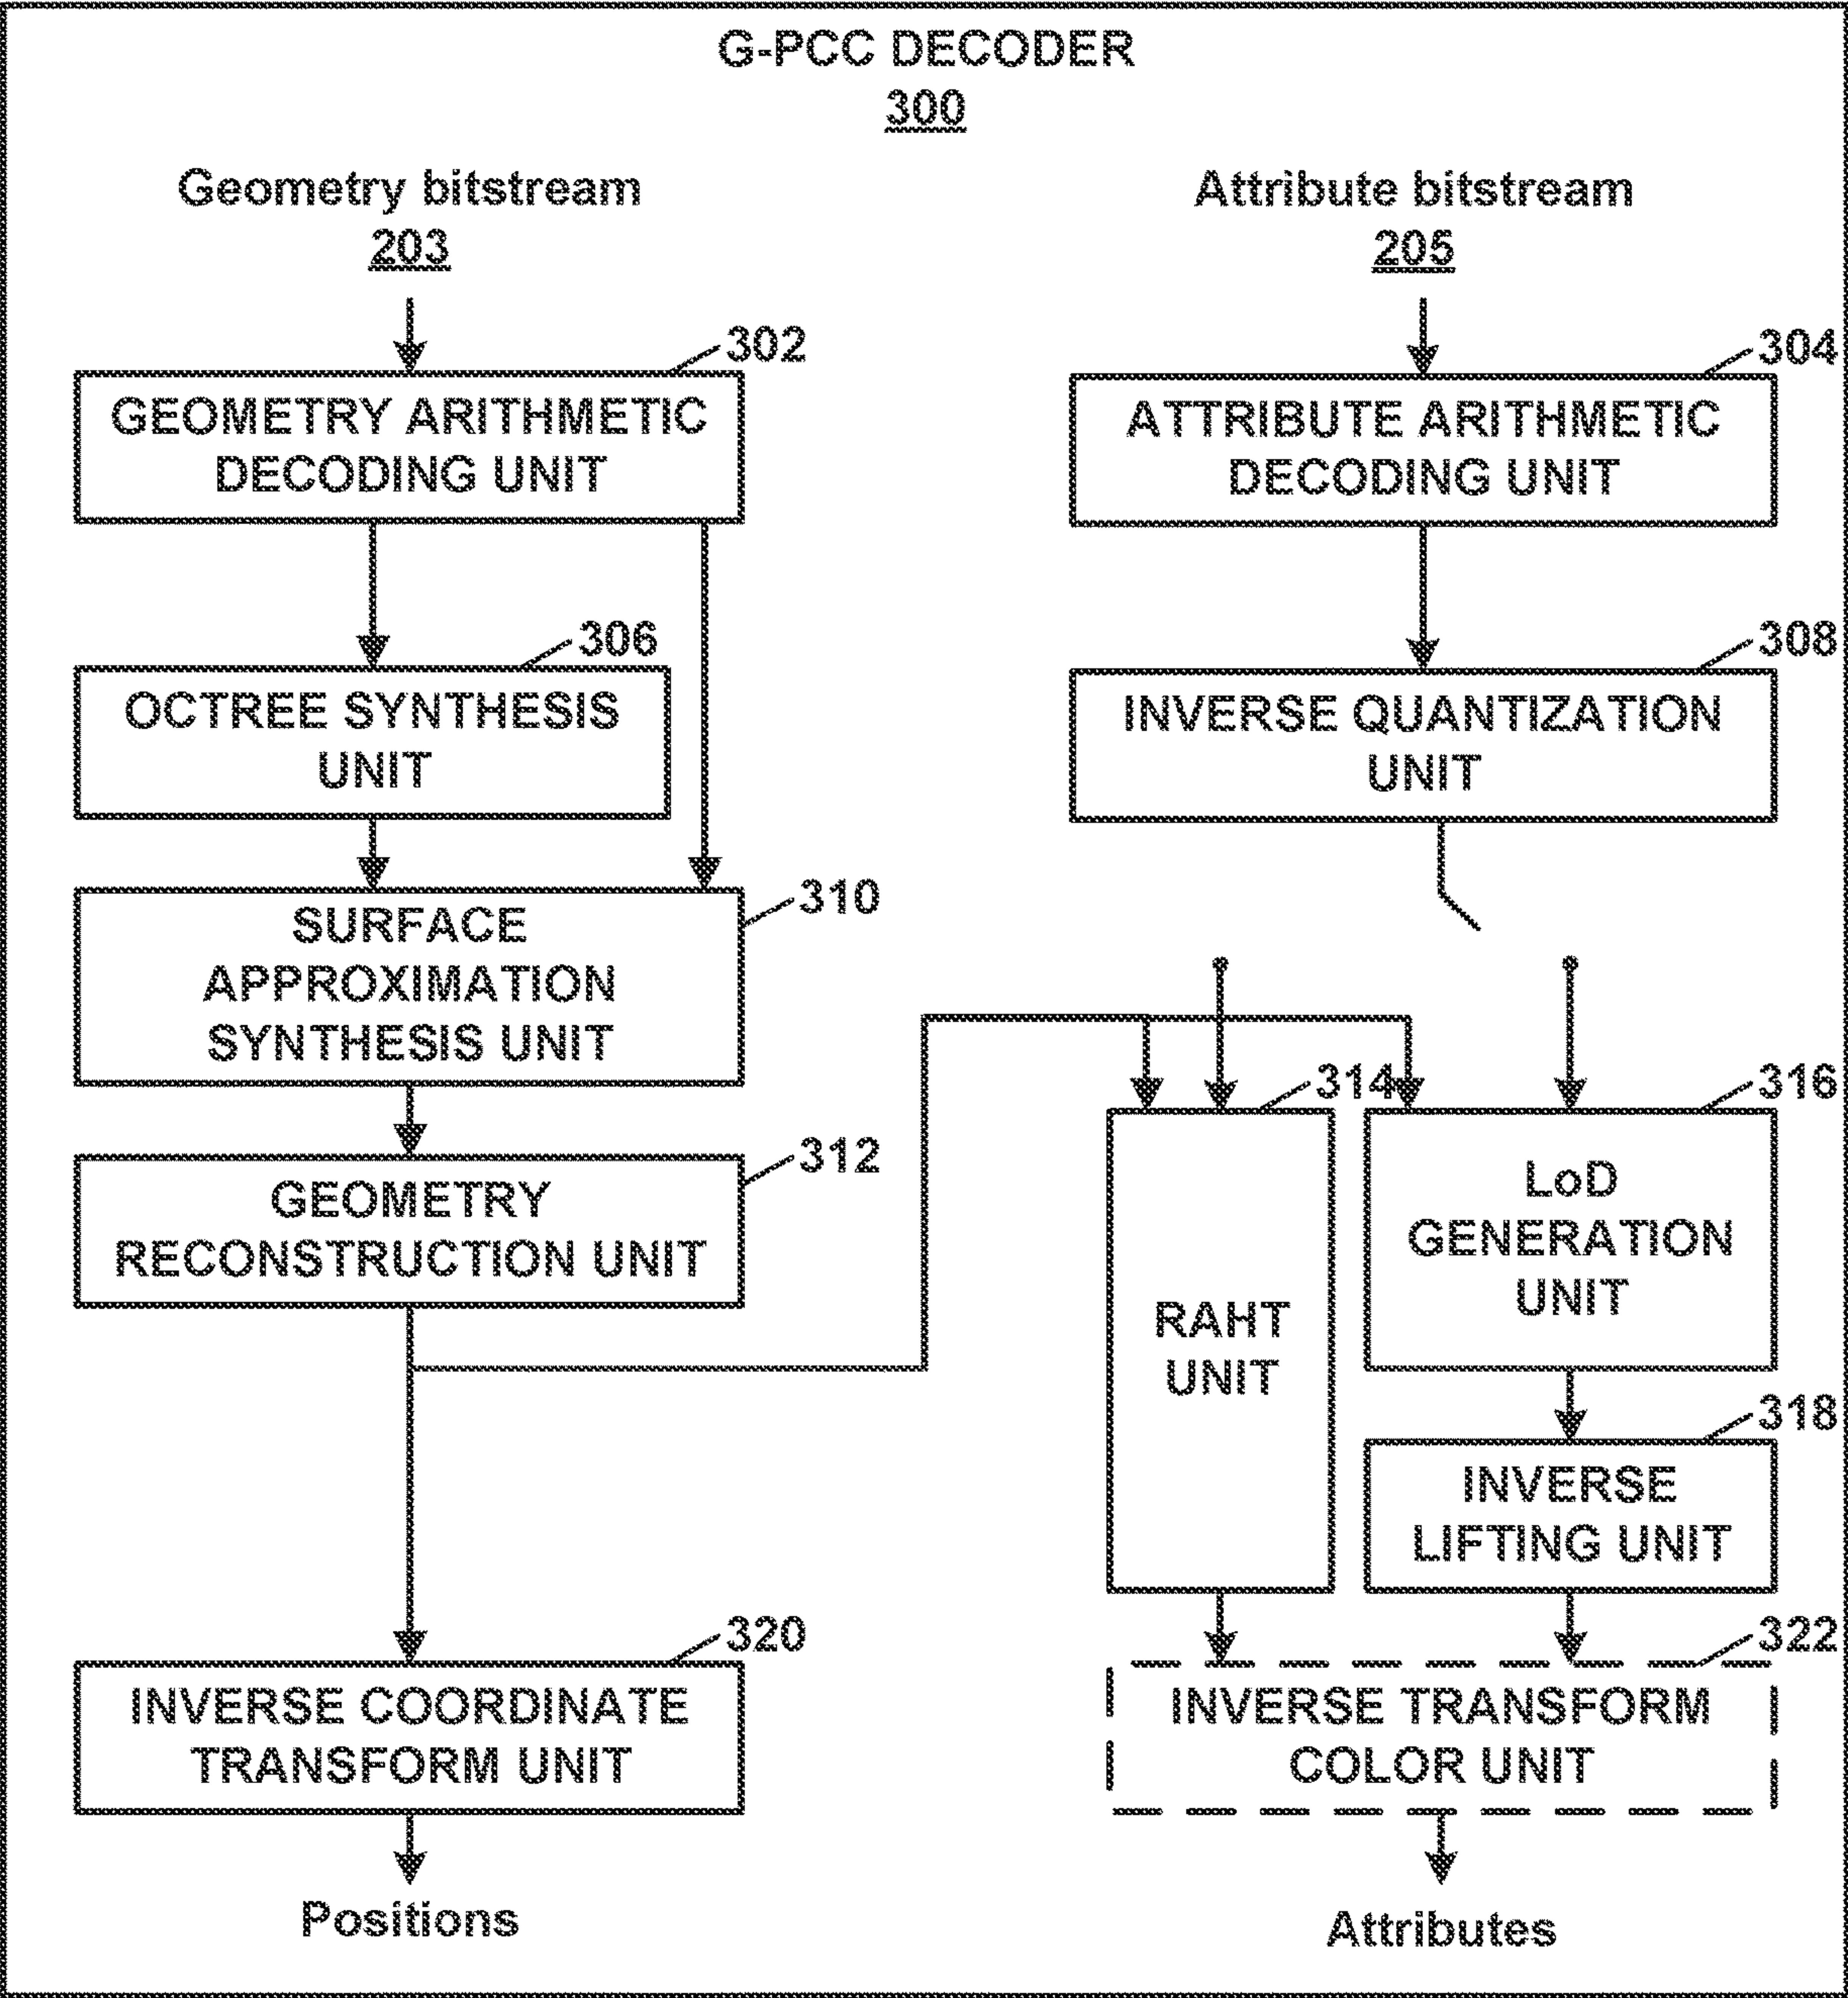 G-PCC DECODER
300
Geometry bitstream
203
Attribute bitstream
205
302
GEOMETRY ARITHMETIC
DECODING UNIT
304
ATTRIBUTE ARITHMETIC
DECODING UNIT
306
OCTREE SYNTHESIS
UNIT
308
INVERSE QUANTIZATION
UNIT
310
SURFACE
APPROXIMATION
SYNTHESIS UNIT
312
GEOMETRY
RECONSTRUCTION UNIT
314
RAHT
UNIT
316
LoD
GENERATION
UNIT
318
INVERSE
LIFTING UNIT
320
INVERSE COORDINATE
TRANSFORM UNIT
322
INVERSE TRANSFORM
COLOR UNIT
Positions
Attributes